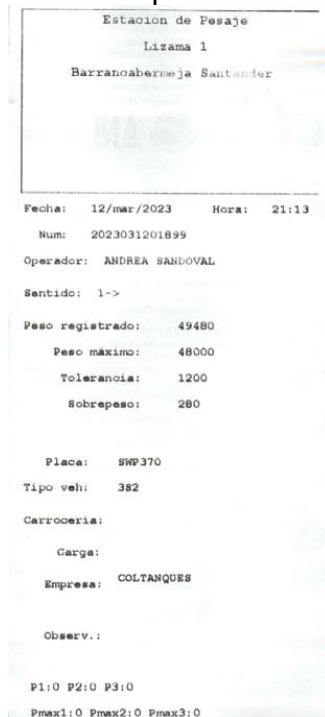 Estacion de Pesaje
Lizama 1
Barrancabermeja Santander
Fecha: 12/mar/2023 Hora: 21:13
Num: 2023031201899
Operador: ANDREA SANDOVAL
Sentido: 1->
Peso registrado: 49480
Peso máximo: 48000
Tolerancia: 1200
Sobrepeso: 280
Placa: SWP370
Tipo veh: 3S2
Carroceria:
Carga:
Empresa: COLTANQUES
Observ.:
P1:0 P2:0 P3:0
Pmax1:0 Pmax2:0 Pmax3:0